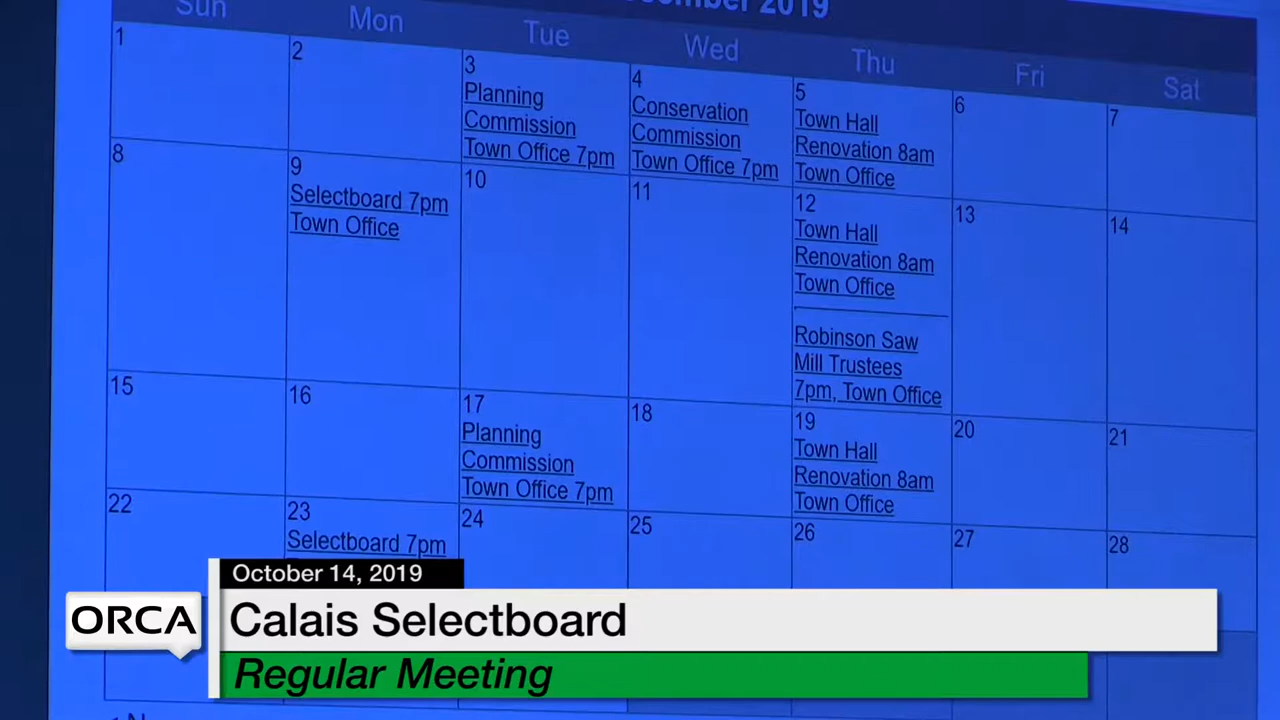 2019
Sun Mon Tue Wed Thu Fri Sat
1 2 3 4 5 6 7
Planning
Commission
Town Office 7pm
Conservation
Commission
Town Office 7pm
Town Hall
Renovation 8am
Town Office
8 9 10 11 12 13 14
Selectboard 7pm
Town Office
Town Hall
Renovation 8am
Town Office
Robinson Saw
Mill Trustees
7pm, Town Office
15 16 17 18 19 20 21
Planning
Commission
Town Office 7pm
Town Hall
Renovation 8am
Town Office
22 23 24 25 26 27 28
Selectboard 7pm
October 14, 2019
ORCA
Calais Selectboard
Regular Meeting